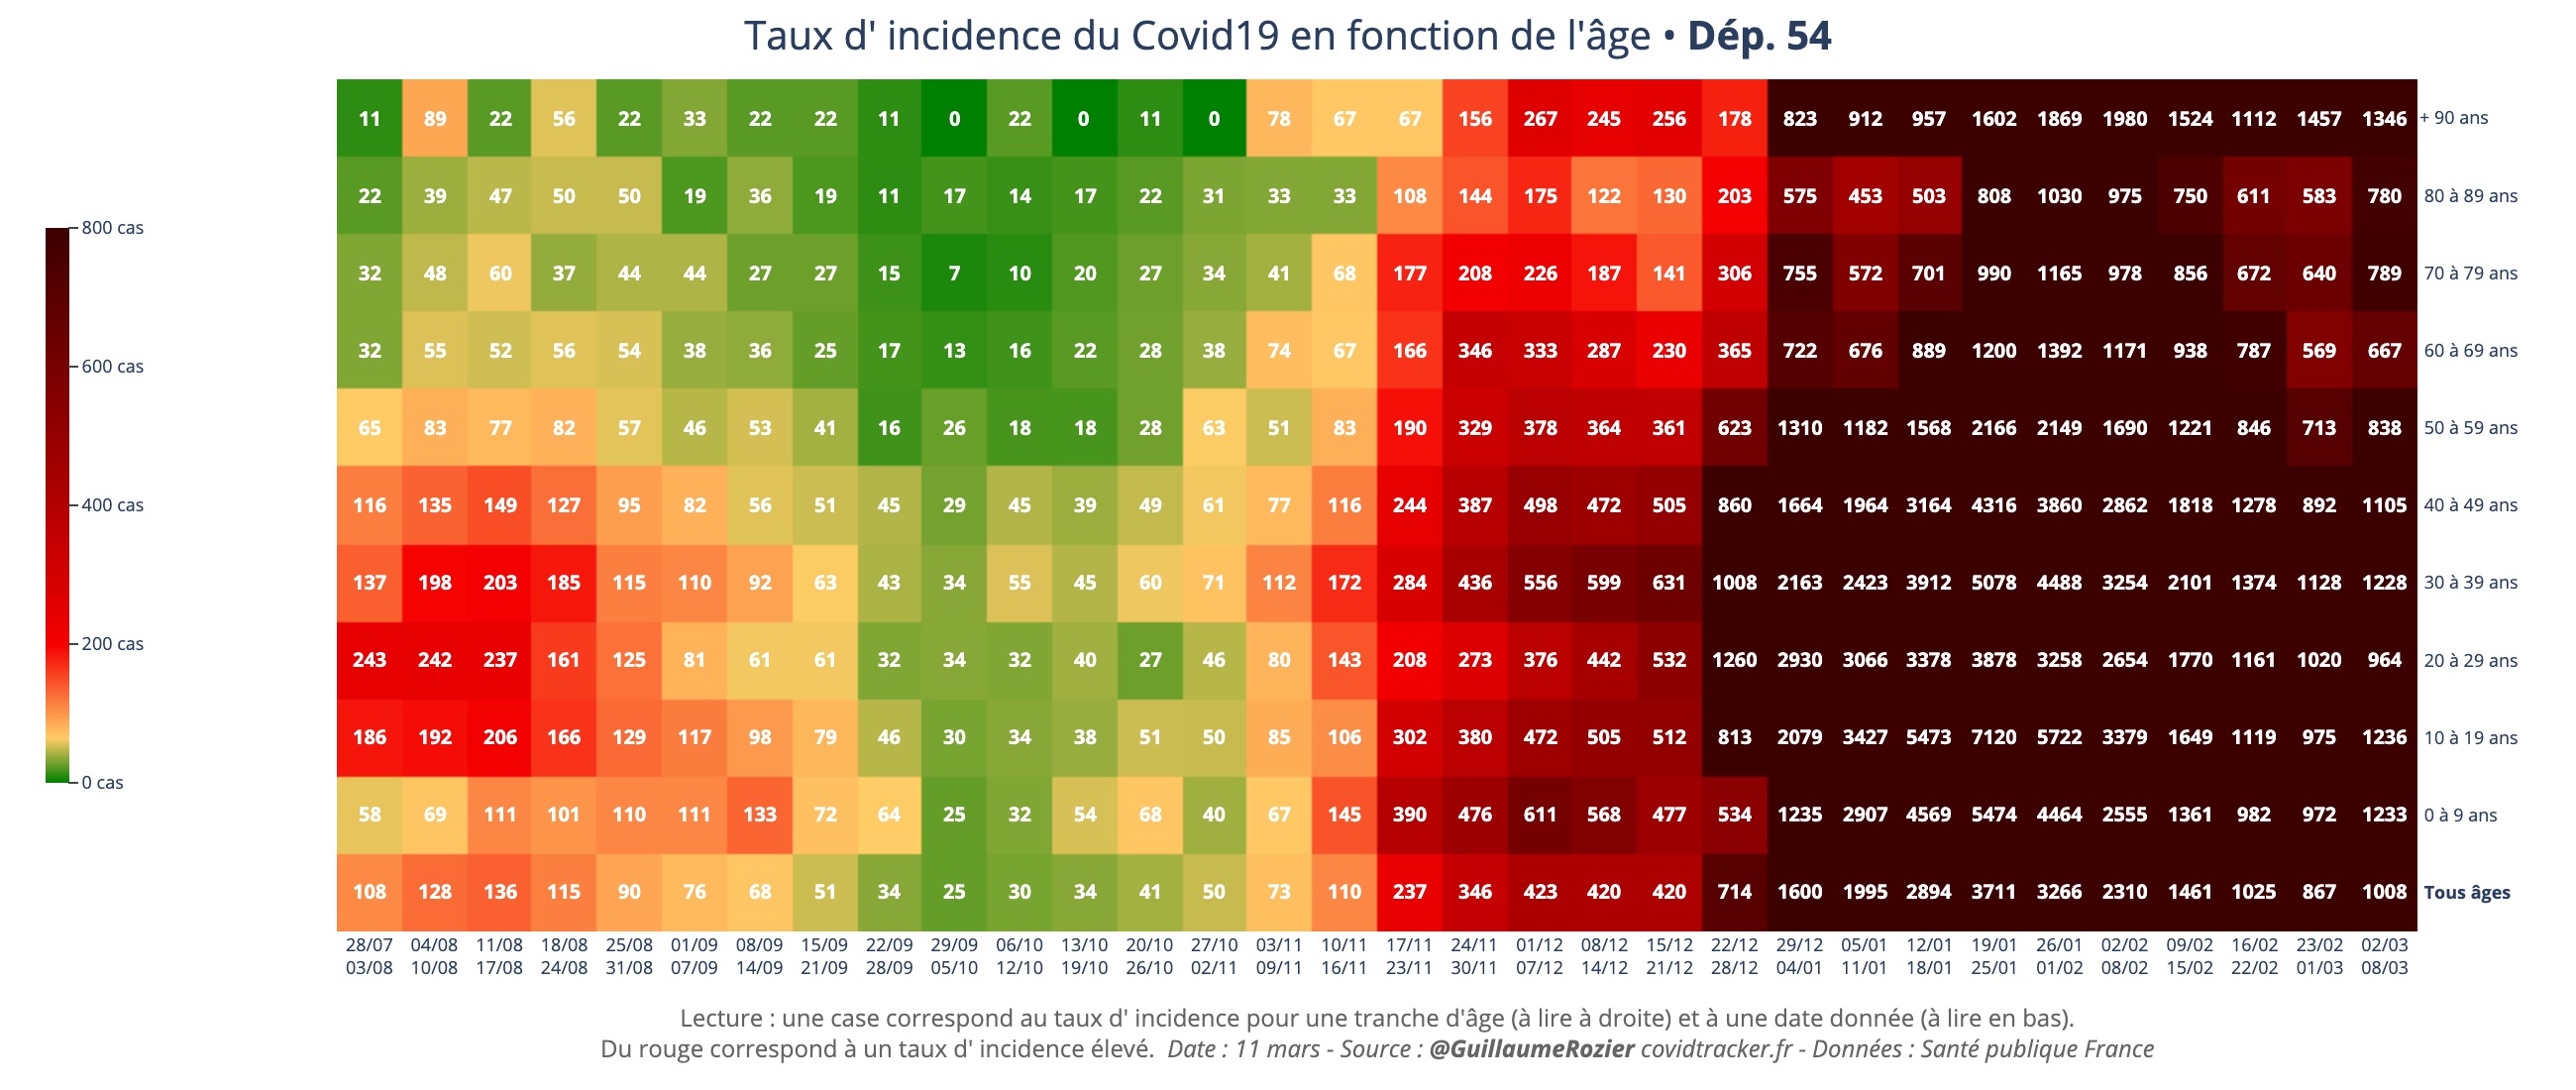 Taux d' incidence du Covid19 en fonction de l'âge • Dép. 54
800 cas
600 cas
400 cas
200 cas
0 cas
11 89 22 56 22 33 22 22 11 0 22 0 11 0 78 67 67 156 267 245 256 178 823 912 957 1602 1869 1980 1524 1112 1457 1346 + 90 ans
22 39 47 50 50 19 36 19 11 17 14 17 22 31 33 33 108 144 175 122 130 203 575 453 503 808 1030 975 750 611 583 780 80 à 89 ans
32 48 60 37 44 44 27 27 15 7 10 20 27 34 41 68 177 208 226 187 141 306 755 572 701 990 1165 978 856 672 640 789 70 à 79 ans
32 55 52 56 54 38 36 25 17 13 16 22 28 38 74 67 166 346 333 287 230 365 722 676 889 1200 1392 1171 938 787 569 667 60 à 69 ans
65 83 77 82 57 46 53 41 16 26 18 18 28 63 51 83 190 329 378 364 361 623 1310 1182 1568 2166 2149 1690 1221 846 713 838 50 à 59 ans
116 135 149 127 95 82 56 51 45 29 45 39 49 61 77 116 244 387 498 472 505 860 1664 1964 3164 4316 3860 2862 1818 1278 892 1105 40 à 49 ans
137 198 203 185 115 110 92 63 43 34 55 45 60 71 112 172 284 436 556 599 631 1008 2163 2423 3912 5078 4488 3254 2101 1374 1128 1228 30 à 39 ans
243 242 237 161 125 81 61 61 32 34 32 40 27 46 80 143 208 273 376 442 532 1260 2930 3066 3378 3878 3258 2654 1770 1161 1020 964 20 à 29 ans
186 192 206 166 129 117 98 79 46 30 34 38 51 50 85 106 302 380 472 505 512 813 2079 3427 5473 7120 5722 3379 1649 1119 975 1236 10 à 19 ans
58 69 111 101 110 111 133 72 64 25 32 54 68 40 67 145 390 476 611 568 477 534 1235 2907 4569 5474 4464 2555 1361 982 972 1233 0 à 9 ans
108 128 136 115 90 76 68 51 34 25 30 34 41 50 73 110 237 346 423 420 420 714 1600 1995 2894 3711 3266 2310 1461 1025 867 1008 Tous âges
28/07 04/08 11/08 18/08 25/08 01/09 08/09 15/09 22/09 29/09 06/10 13/10 20/10 27/10 03/11 10/11 17/11 24/11 01/12 08/12 15/12 22/12 29/12 05/01 12/01 19/01 26/01 02/02 09/02 16/02 23/02 02/03
03/08 10/08 17/08 24/08 31/08 07/09 14/09 21/09 28/09 05/10 12/10 19/10 26/10 02/11 09/11 16/11 23/11 30/11 07/12 14/12 21/12 28/12 04/01 11/01 18/01 25/01 01/02 08/02 15/02 22/02 01/03 08/03
Lecture : une case correspond au taux d' incidence pour une tranche d'âge (à lire à droite) et à une date donnée (à lire en bas).
Du rouge correspond à un taux d' incidence élevé. Date : 11 mars - Source : @GuillaumeRozier covidtracker.fr - Données : Santé publique France